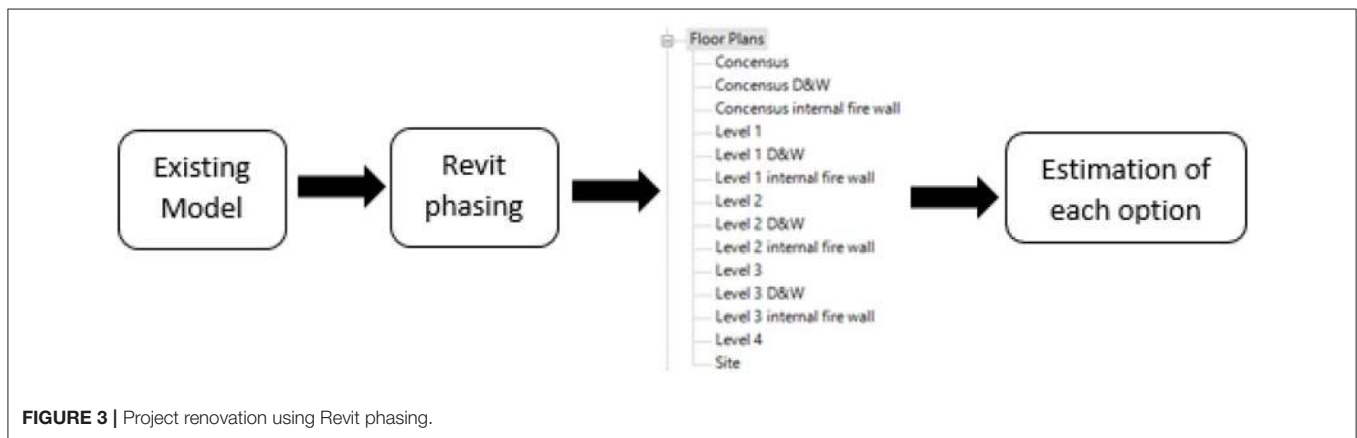 Existing
Model
Revit
phasing
Floor Plans
Concensus
Concensus D&W
Concensus internal fire wall
Level 1
Level 1 D&W
Level 1 internal fire wall
Level 2
Level 2 D&W
Level 2 internal fire wall
Level 3
Level 3 D&W
Level 3 internal fire wall
Level 4
Site
Estimation of
each option
FIGURE 3 | Project renovation using Revit phasing.